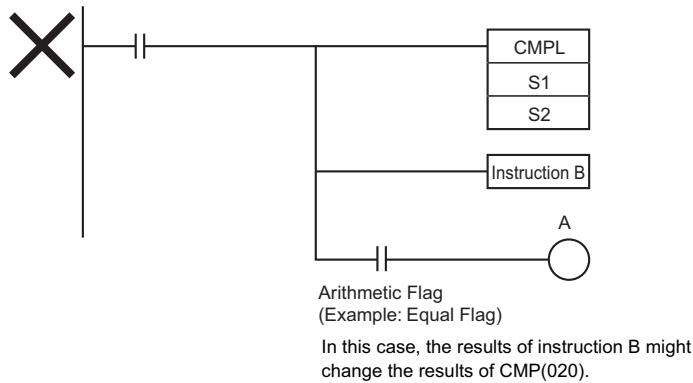 CMPL
S1
S2
Instruction B
A
Arithmetic Flag
(Example: Equal Flag)
In this case, the results of instruction B might
change the results of CMP(020).